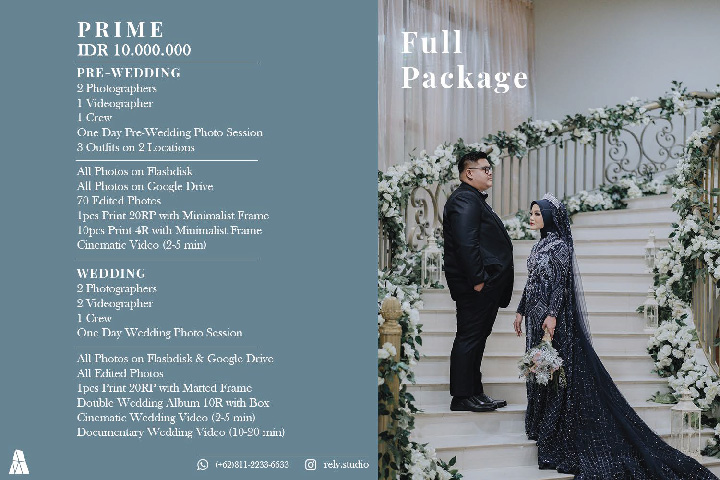 PRIME
IDR 10.000.000
PRE-WEDDING
2 Photographers
1 Videographer
1 Crew
One Day Pre-Wedding Photo Session
3 Outfits on 2 Locations
All Photos on Flashdisk
All Photos on Google Drive
70 Edited Photos
1pcs Print 20RP with Minimalist Frame
10pcs Print 4R with Minimalist Frame
Cinematic Video (2-5 min)
WEDDING
2 Photographers
2 Videographer
1 Crew
One Day Wedding Photo Session
All Photos on Flashdisk & Google Drive
All Edited Photos
1pcs Print 20RP with Matted Frame
Double Wedding Album 10R with Box
Cinematic Wedding Video (2-5 min)
Documentary Wedding Video (10-20 min)
(+62)811-2233-6533
relv.studio
Full
Package